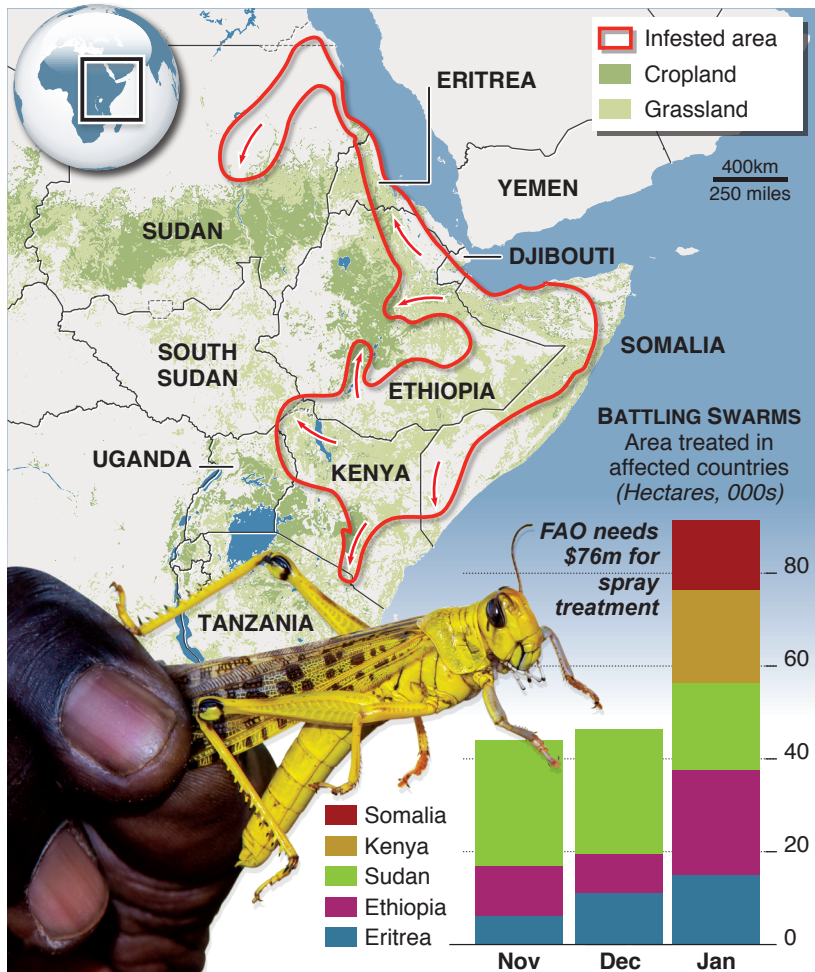 Infested area
Cropland
Grassland
ERITREA
YEMEN
400km
250 miles
SUDAN
DJIBOUTI
SOUTH
SUDAN
SOMALIA
ETHIOPIA
UGANDA
KENYA
TANZANIA
BATTLING SWARMS
Area treated in
affected countries
(Hectares, 000s)
FAO needs
$76m for
spray
treatment
80
60
40
20
0
Somalia
Kenya
Sudan
Ethiopia
Eritrea
Nov
Dec
Jan